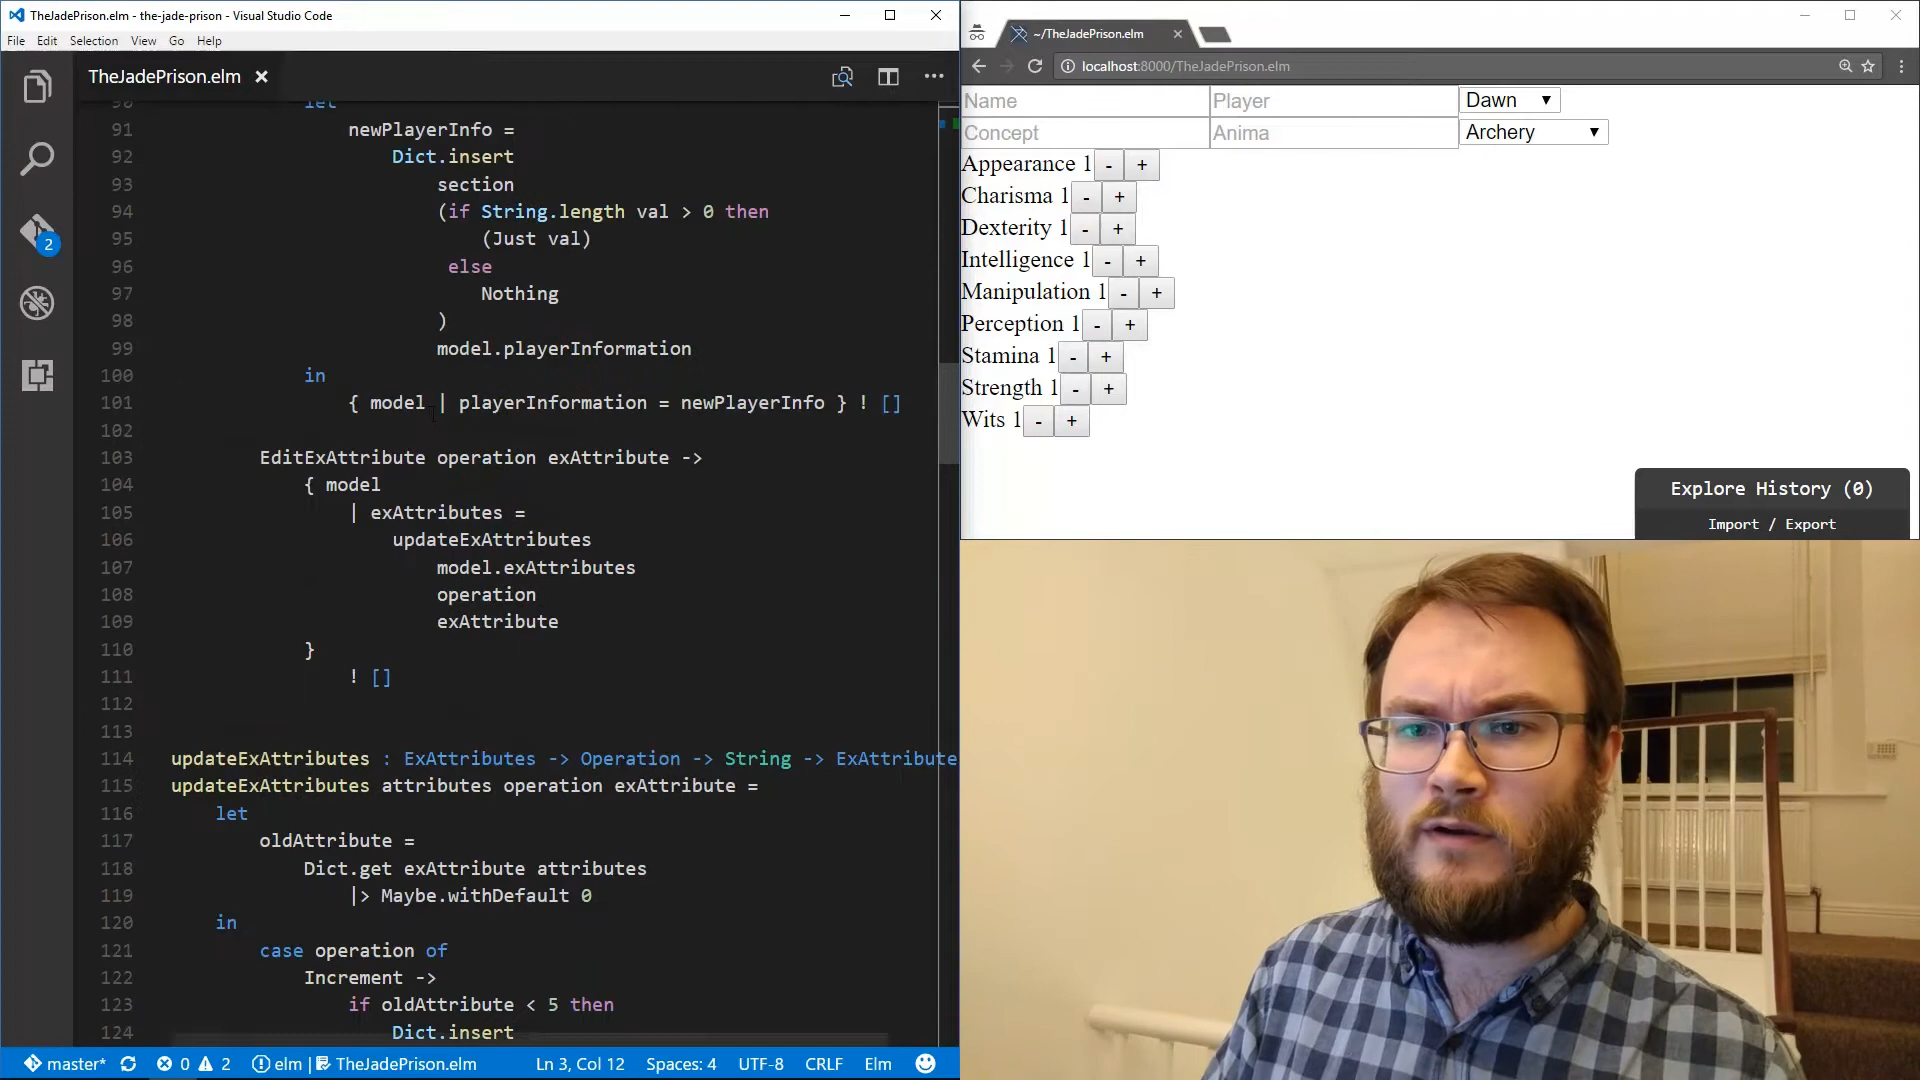 TheJadePrison.elm - the-jade-prison - Visual Studio Code
File Edit Selection View Go Help
TheJadePrison.elm
90 let
91 newPlayerInfo =
92 Dict.insert
93 section
94 (if String.length val > 0 then
95 (Just val)
96 else
97 Nothing
98 )
99 model.playerInformation
100 in
101 { model | playerInformation = newPlayerInfo } ! []
102
103 EditExAttribute operation exAttribute ->
104 { model
105 | exAttributes =
106 updateExAttributes
107 model.exAttributes
108 operation
109 exAttribute
110 }
111 ! []
112
113
114 updateExAttributes : ExAttributes -> Operation -> String -> ExAttribute
115 updateExAttributes attributes operation exAttribute =
116 let
117 oldAttribute =
118 Dict.get exAttribute attributes
119 |> Maybe.withDefault 0
120 in
121 case operation of
122 Increment ->
123 if oldAttribute < 5 then
124 Dict.insert
2
master* 0 2 elm | TheJadePrison.elm Ln 3, Col 12 Spaces: 4 UTF-8 CRLF Elm
~/TheJadePrison.elm
localhost:8000/TheJadePrison.elm
Name Player Dawn
Concept Anima Archery
Appearance 1 - +
Charisma 1 - +
Dexterity 1 - +
Intelligence 1 - +
Manipulation 1 - +
Perception 1 - +
Stamina 1 - +
Strength 1 - +
Wits 1 - +
Explore History (0)
Import / Export